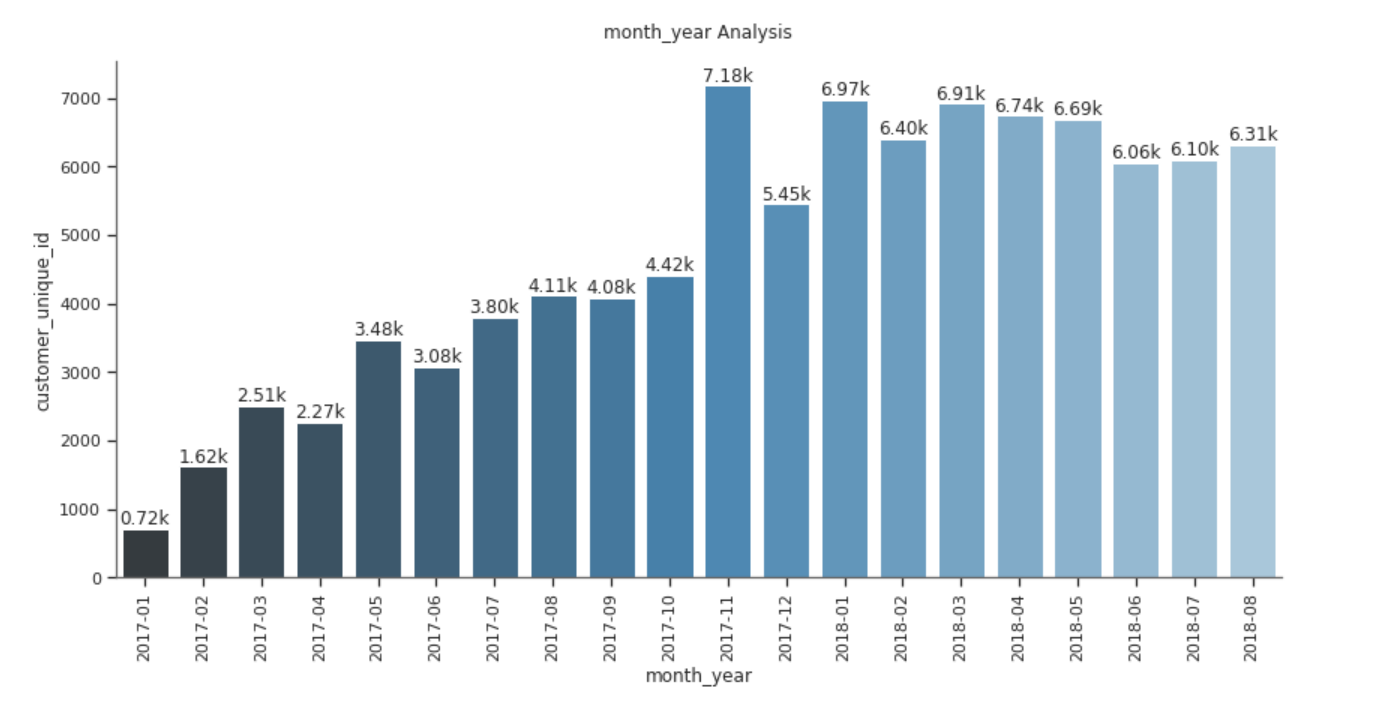 month_year Analysis
customer_unique_id
7000
6000
5000
4000
3000
2000
1000
0
0.72k
1.62k
2.51k
2.27k
3.48k
3.08k
3.80k
4.11k
4.08k
4.42k
7.18k
5.45k
6.97k
6.40k
6.91k
6.74k
6.69k
6.06k
6.10k
6.31k
2017-01
2017-02
2017-03
2017-04
2017-05
2017-06
2017-07
2017-08
2017-09
2017-10
2017-11
2017-12
2018-01
2018-02
2018-03
2018-04
2018-05
2018-06
2018-07
2018-08
month_year